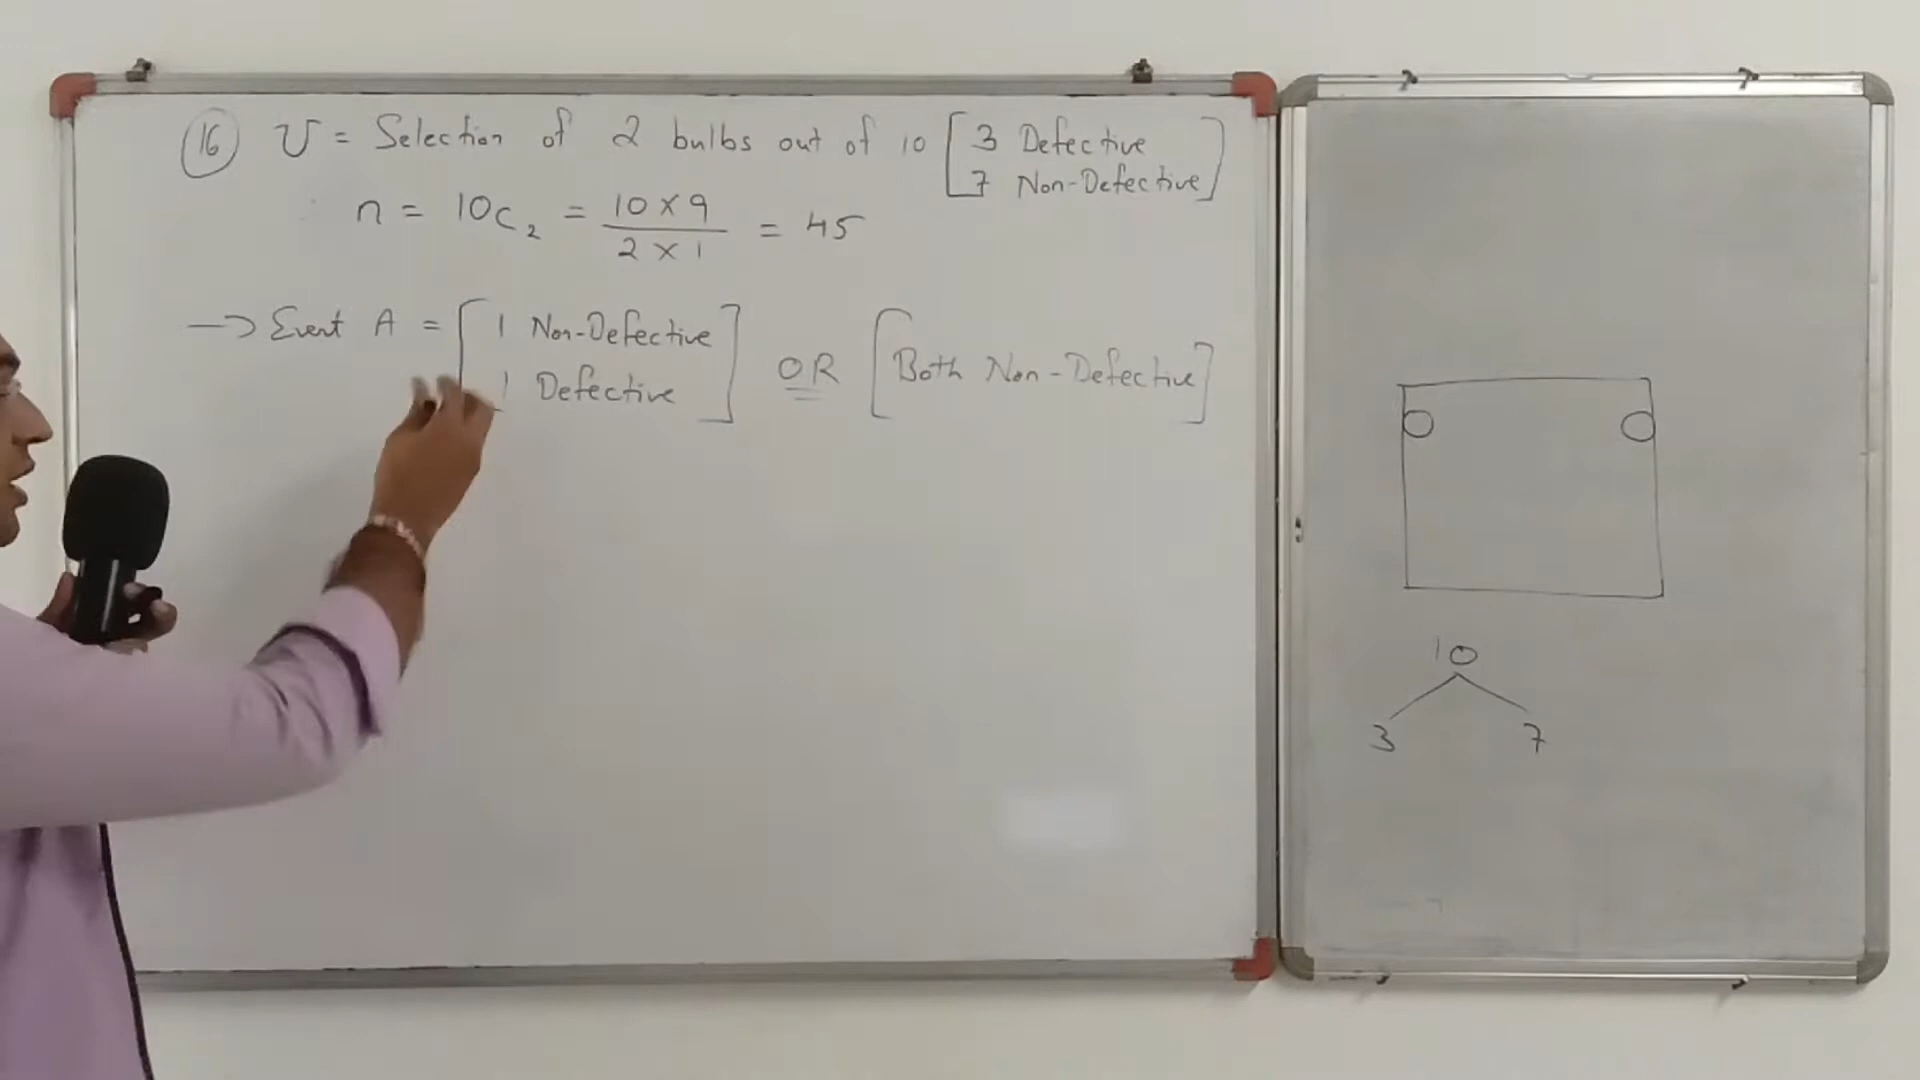 16 U = Selection of 2 bulbs out of 10 [ 3 Defective
7 Non-Defective ]
n = 10C₂ = 10 × 9 / 2 × 1 = 45
→ Event A = [ 1 Non-Defective
1 Defective ] OR [ Both Non-Defective ]
10
3 7